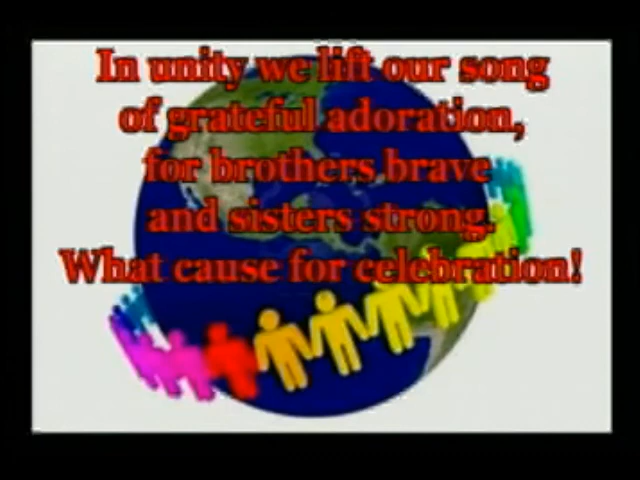 In unity we lift our song
of grateful adoration,
for brothers brave
and sisters strong.
What cause for celebration!